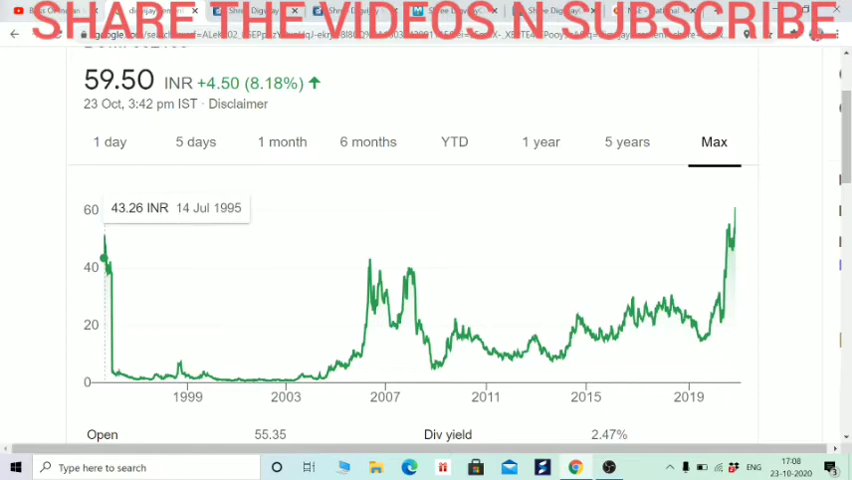 SHARE THE VIDEOS N SUBSCRIBE
59.50 INR +4.50 (8.18%) ↑
23 Oct, 3:42 pm IST · Disclaimer
1 day 5 days 1 month 6 months YTD 1 year 5 years Max
43.26 INR 14 Jul 1995
60
40
20
0
1999 2003 2007 2011 2015 2019
Open 55.35 Div yield 2.47%
Type here to search
ENG
17:08
23-10-2020